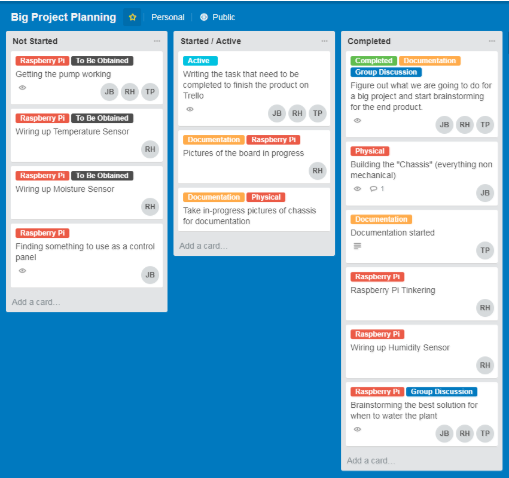 Big Project Planning Personal Public
Not Started
Raspberry Pi To Be Obtained
Getting the pump working
JB RH TP
Raspberry Pi To Be Obtained
Wiring up Temperature Sensor
RH
Raspberry Pi To Be Obtained
Wiring up Moisture Sensor
RH
Raspberry Pi
Finding something to use as a control
panel
JB
Add a card...
Started / Active
Active
Writing the task that need to be
completed to finish the product on
Trello
JB RH TP
Documentation Raspberry Pi
Pictures of the board in progress
RH
Documentation Physical
Take in-progress pictures of chassis
for documentation
Add a card...
Completed
Completed Documentation
Group Discussion
Figure out what we are going to do for
a big project and start brainstorming
for the end product.
JB RH TP
Physical
Building the "Chassis" (everything non
mechanical)
1
JB
Documentation
Documentation started
TP
Raspberry Pi
Raspberry Pi Tinkering
RH
Raspberry Pi
Wiring up Humidity Sensor
RH
Raspberry Pi Group Discussion
Brainstorming the best solution for
when to water the plant
JB RH TP
Add a card...